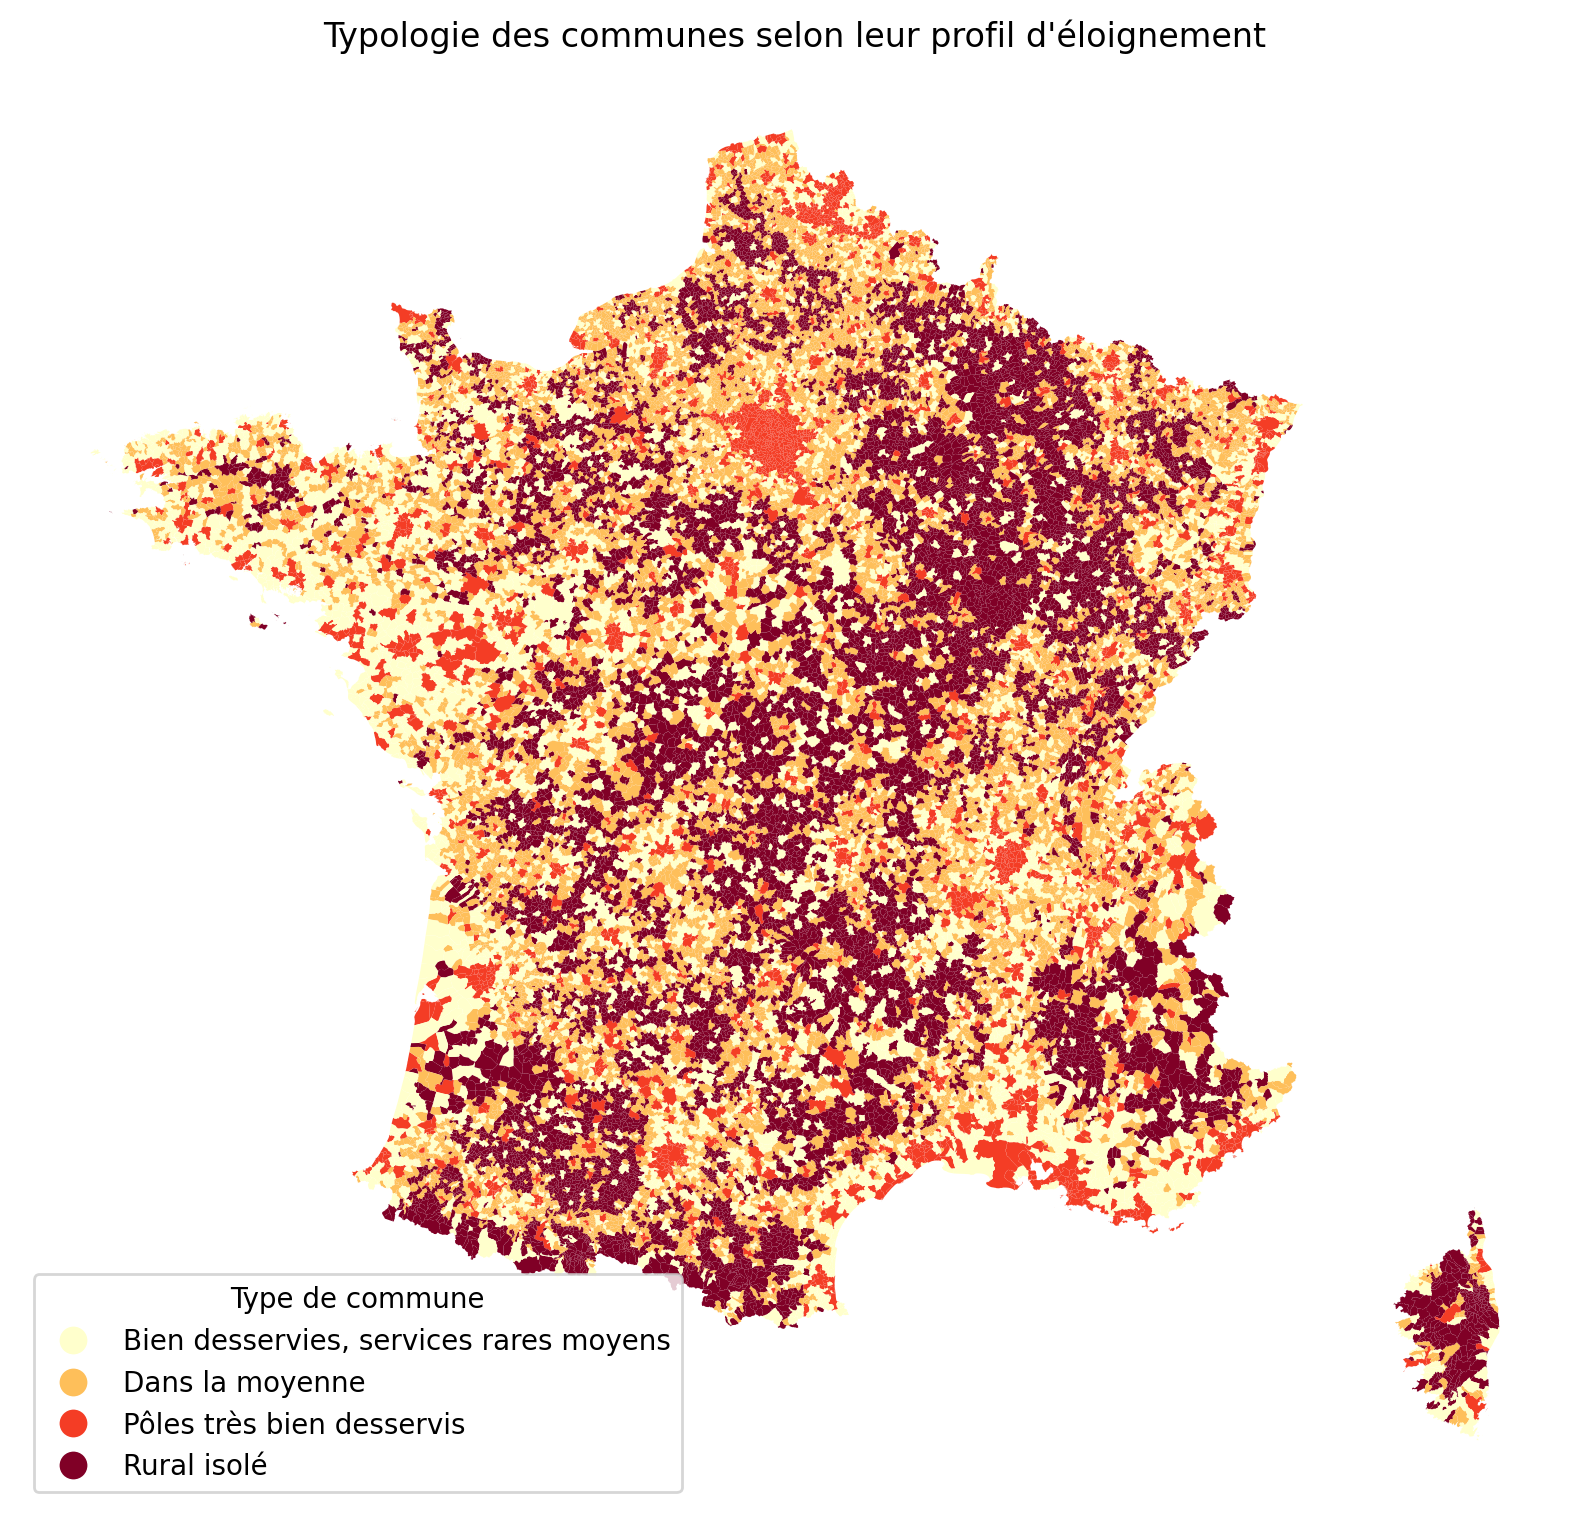 Typologie des communes selon leur profil d'éloignement
Type de commune
Bien desservies, services rares moyens
Dans la moyenne
Pôles très bien desservis
Rural isolé